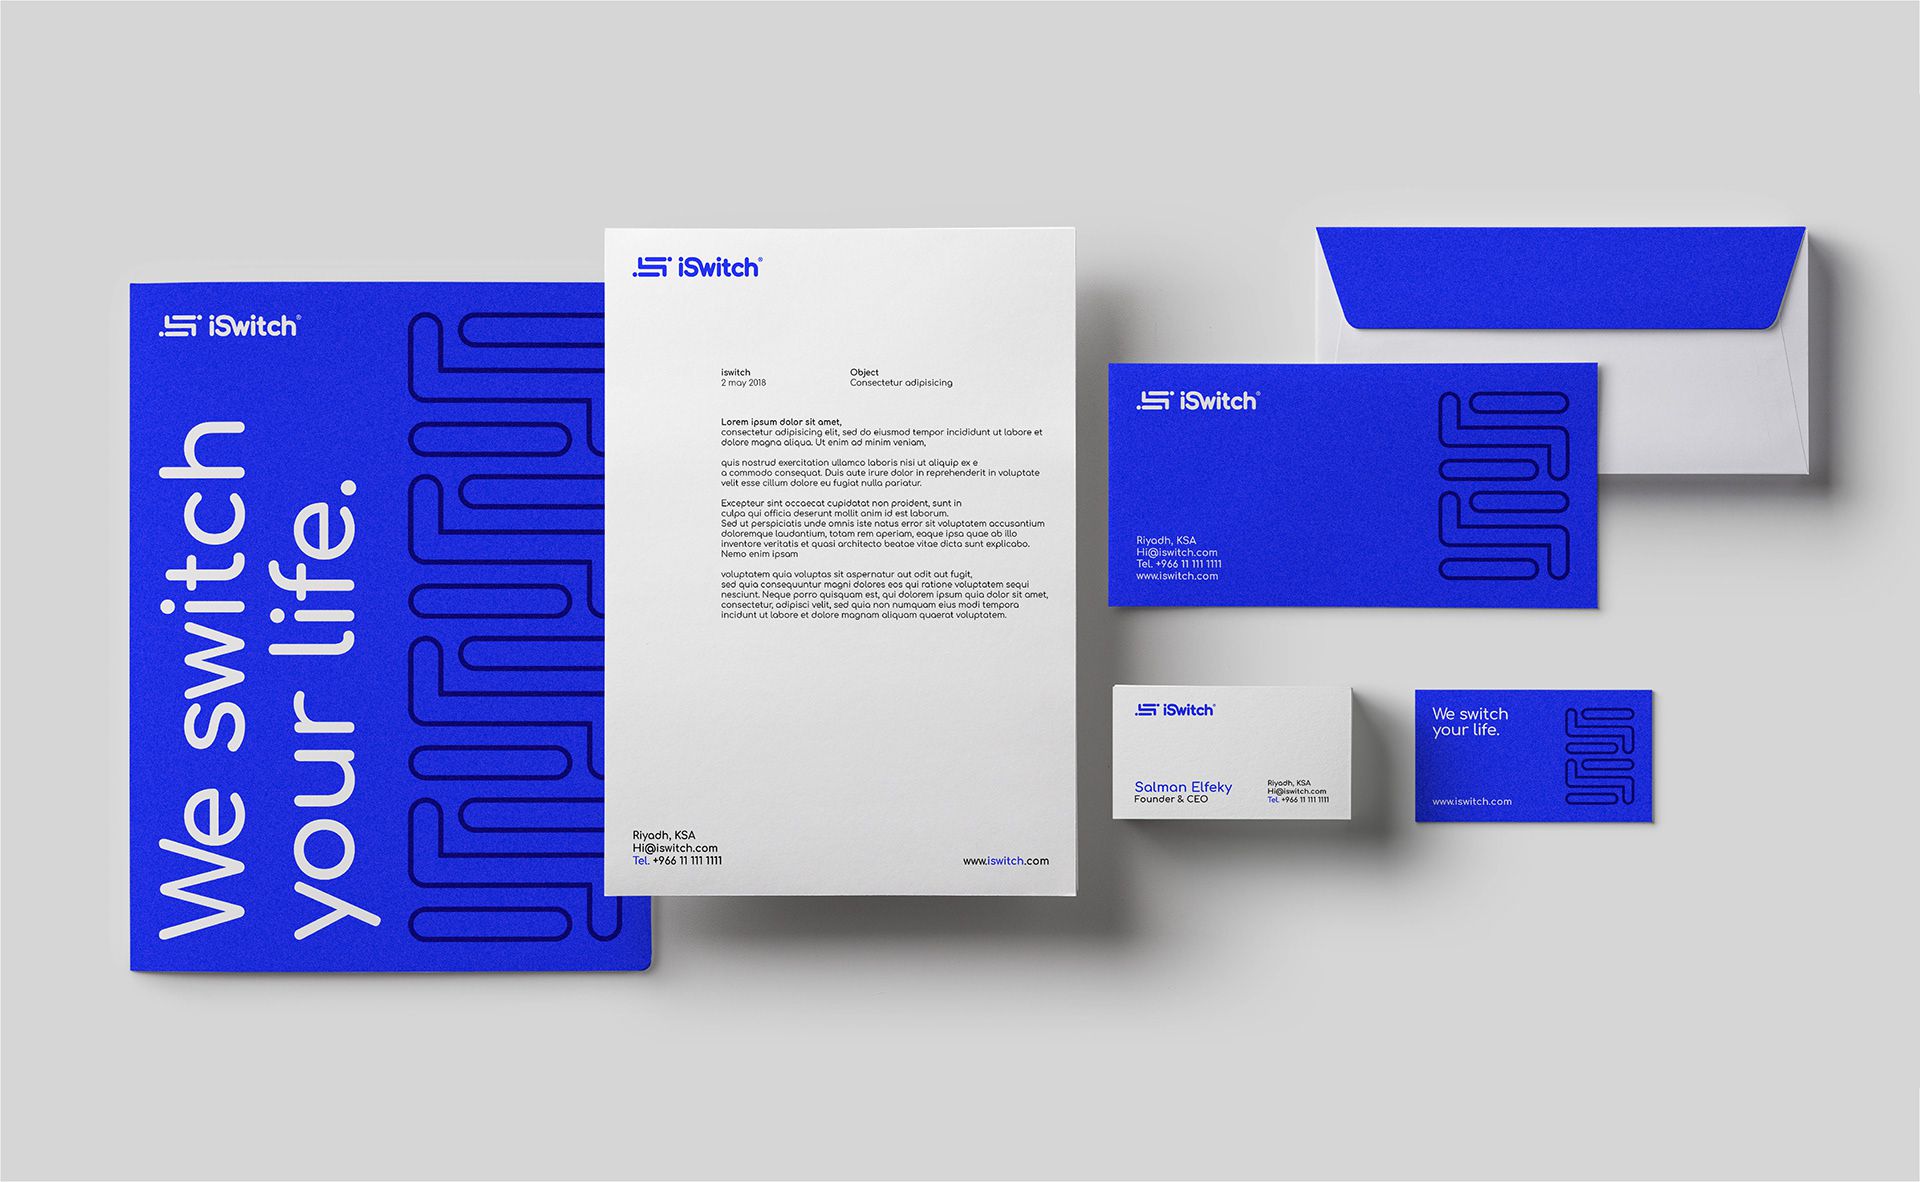 iSwitch®
We switch
your life.
iSwitch®
iswitch
2 may 2018
Object
Consectetur adipisicing
Lorem ipsum dolor sit amet,
consectetur adipisicing elit, sed do eiusmod tempor incididunt ut labore et
dolore magna aliqua. Ut enim ad minim veniam,
quis nostrud exercitation ullamco laboris nisi ut aliquip ex e
a commodo consequat. Duis aute irure dolor in reprehenderit in voluptate
velit esse cillum dolore eu fugiat nulla pariatur.
Excepteur sint occaecat cupidatat non proident, sunt in
culpa qui officia deserunt mollit anim id est laborum.
Sed ut perspiciatis unde omnis iste natus error sit voluptatem accusantium
doloremque laudantium, totam rem aperiam, eaque ipsa quae ab illo
inventore veritatis et quasi architecto beatae vitae dicta sunt explicabo.
Nemo enim ipsam
voluptatem quia voluptas sit aspernatur aut odit aut fugit,
sed quia consequuntur magni dolores eos qui ratione voluptatem sequi
nesciunt. Neque porro quisquam est, qui dolorem ipsum quia dolor sit amet,
consectetur, adipisci velit, sed quia non numquam eius modi tempora
incidunt ut labore et dolore magnam aliquam quaerat voluptatem.
Riyadh, KSA
Hi@iswitch.com
Tel. +966 11 111 1111
www.iswitch.com
iSwitch®
Riyadh, KSA
Hi@iswitch.com
Tel. +966 11 111 1111
www.iswitch.com
iSwitch®
Salman Elfeky
Founder & CEO
Riyadh, KSA
Hi@iswitch.com
Tel. +966 11 111 1111
We switch
your life.
www.iswitch.com